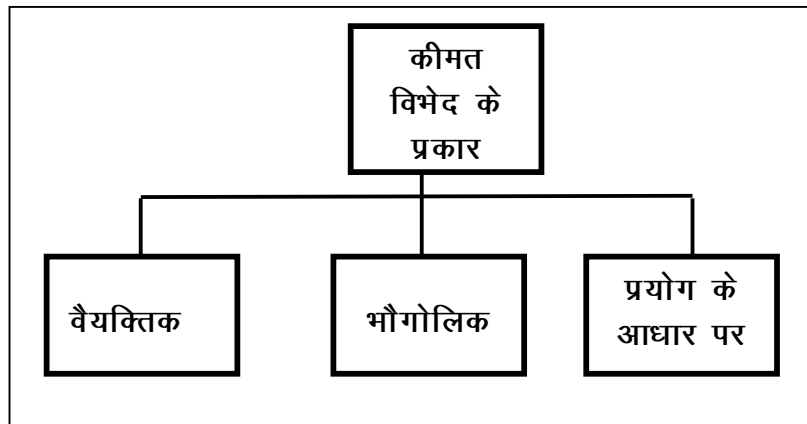 कीमत
विभेद के
प्रकार
वैयक्तिक
भौगोलिक
प्रयोग के
आधार पर